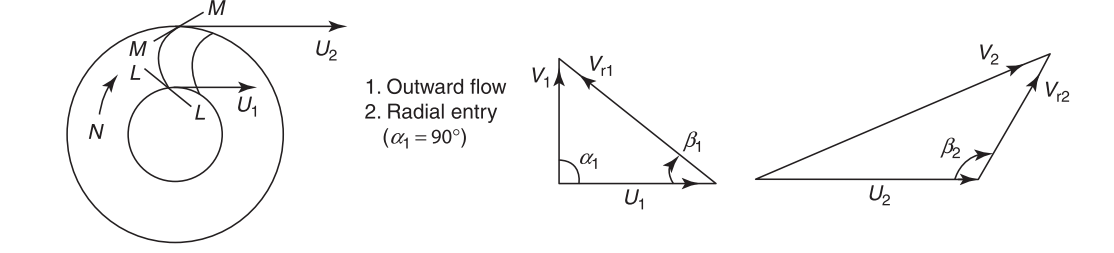 M
M
U2
L
U1
L
N
1. Outward flow
2. Radial entry
(α1 = 90°)
V1
Vr1
α1
β1
U1
V2
Vr2
β2
U2